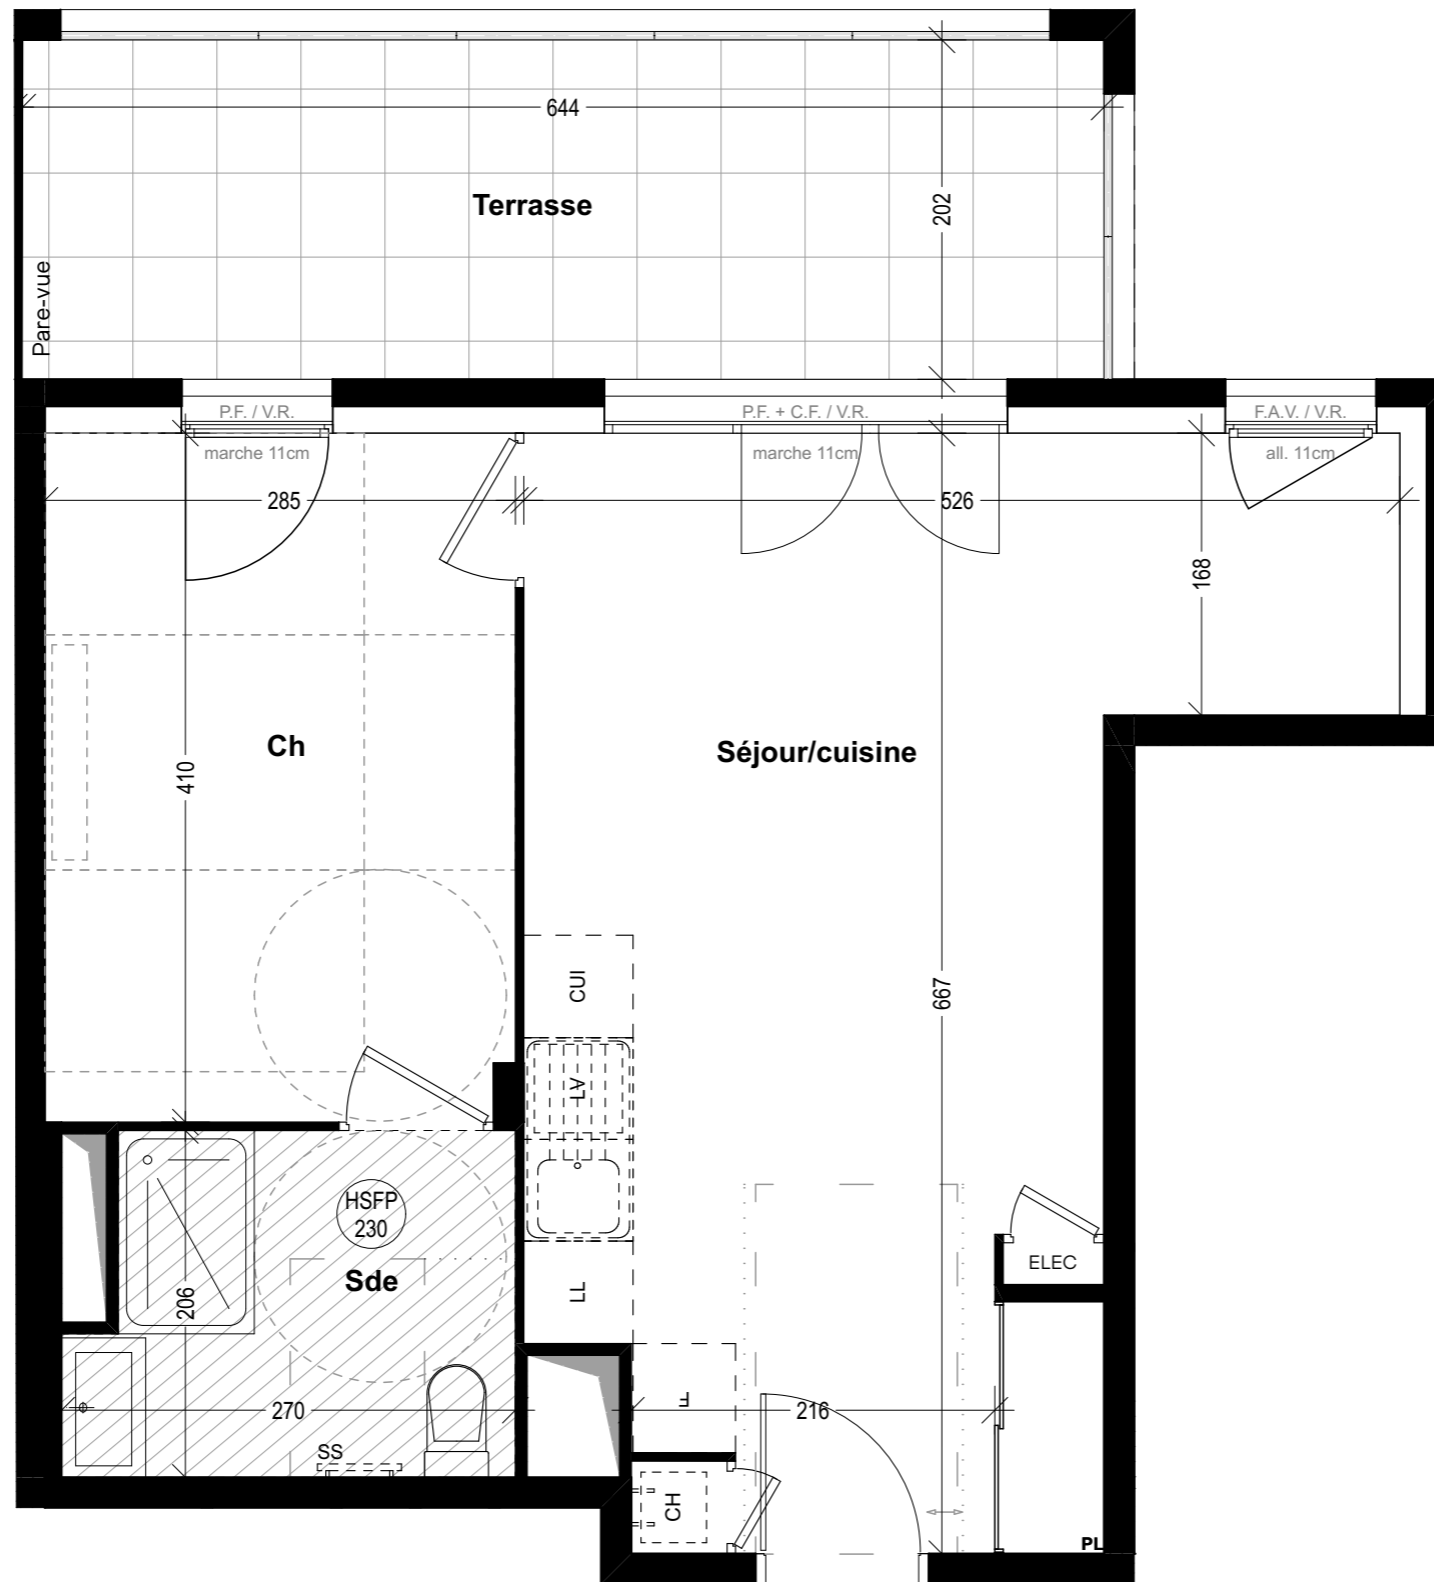 644
Terrasse
202
Pare-vue
P.F. / V.R.
P.F. + C.F. / V.R.
F.A.V. / V.R.
marche 11cm
marche 11cm
all. 11cm
285
526
168
Ch
Séjour/cuisine
410
CUI
667
LV
HSFP
230
ELEC
Sde
LL
206
F
270
216
SS
CH
PL